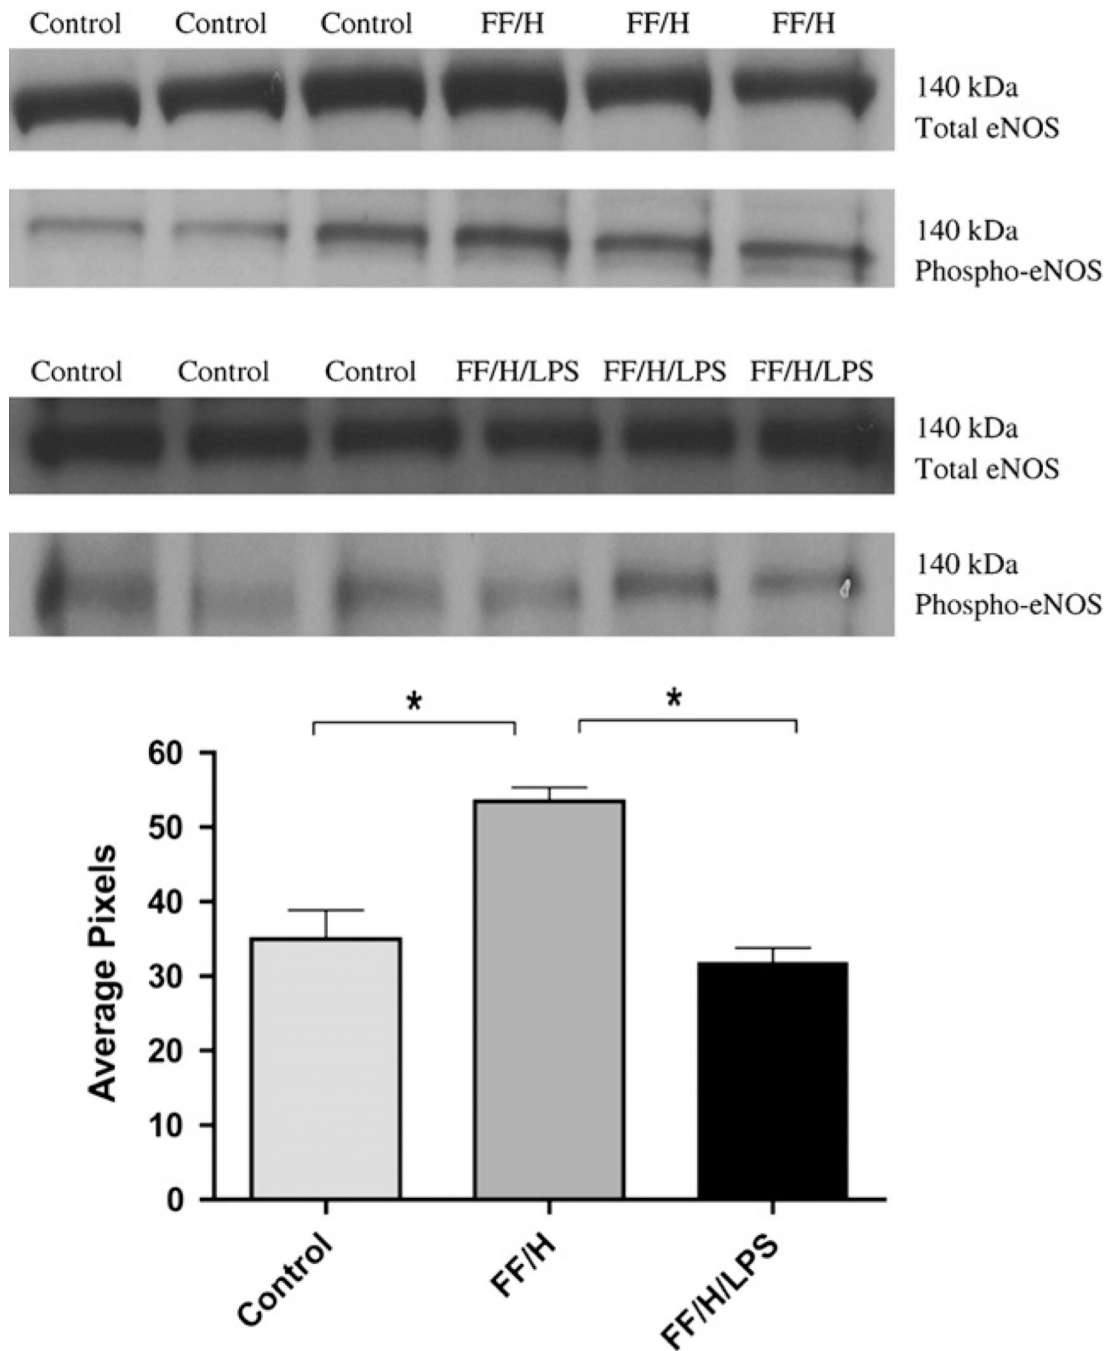 Control Control Control FF/H FF/H FF/H
140 kDa
Total eNOS
140 kDa
Phospho-eNOS
Control Control Control FF/H/LPS FF/H/LPS FF/H/LPS
140 kDa
Total eNOS
140 kDa
Phospho-eNOS
* *
60
50
40
30
20
10
0
Average Pixels
Control FF/H FF/H/LPS